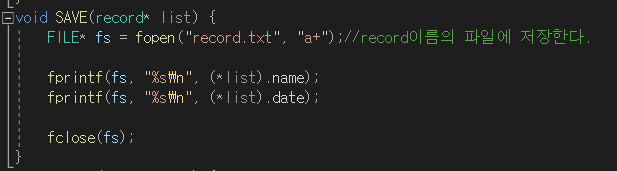 void SAVE(record* list) {
FILE* fs = fopen("record.txt", "a+");//record이름의 파일에 저장한다.
fprintf(fs, "%s₩n", (*list).name);
fprintf(fs, "%s₩n", (*list).date);
fclose(fs);
}